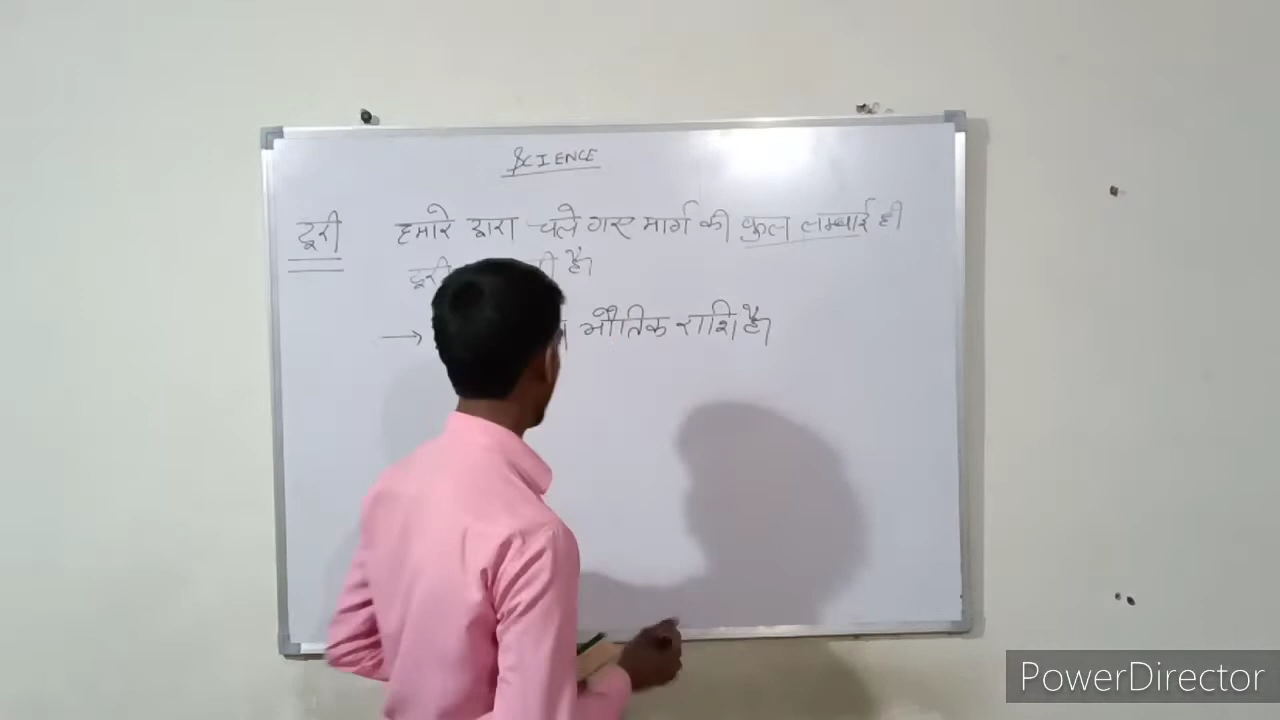 SCIENCE
दूरी हमारे द्वारा चले गए मार्ग की कुल लम्बाई ही
दूरी है।
→ भौतिक राशि है।
PowerDirector